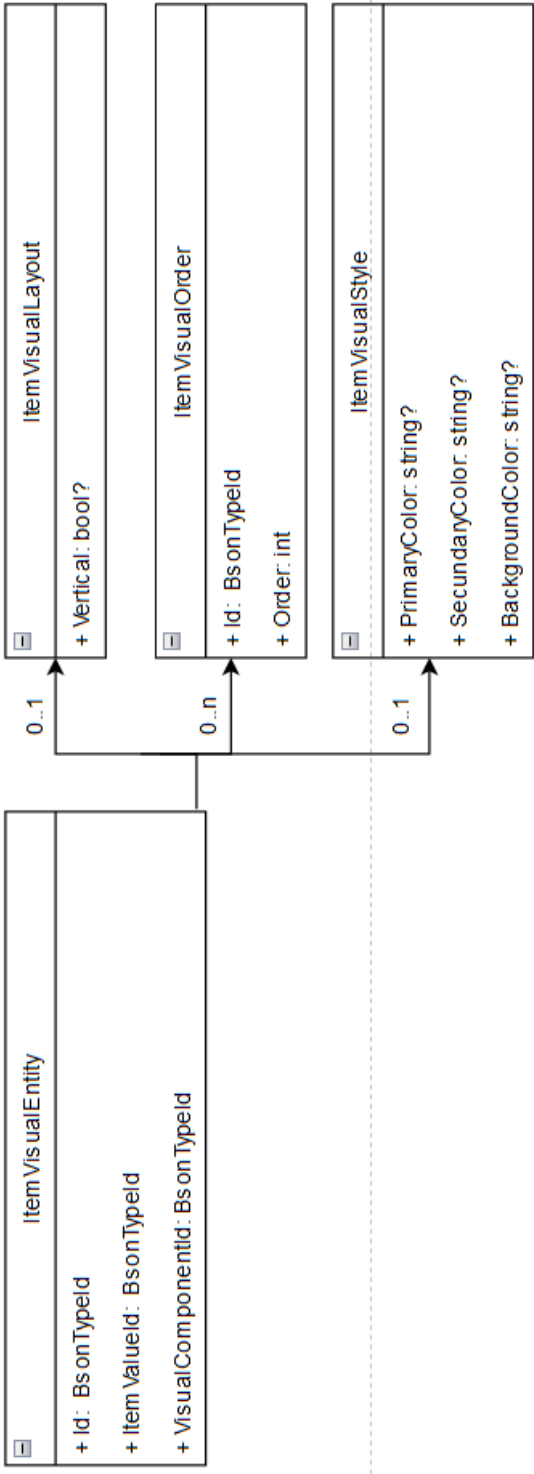 ItemVisualEntity
+ Id: BsonTypeId
+ ItemValueId: BsonTypeId
+ VisualComponentId: BsonTypeId
0..1
0..n
0..1
ItemVisualLayout
+ Vertical: bool?
ItemVisualOrder
+ Id: BsonTypeId
+ Order: int
ItemVisualStyle
+ PrimaryColor: string?
+ SecundaryColor: string?
+ BackgroundColor: string?